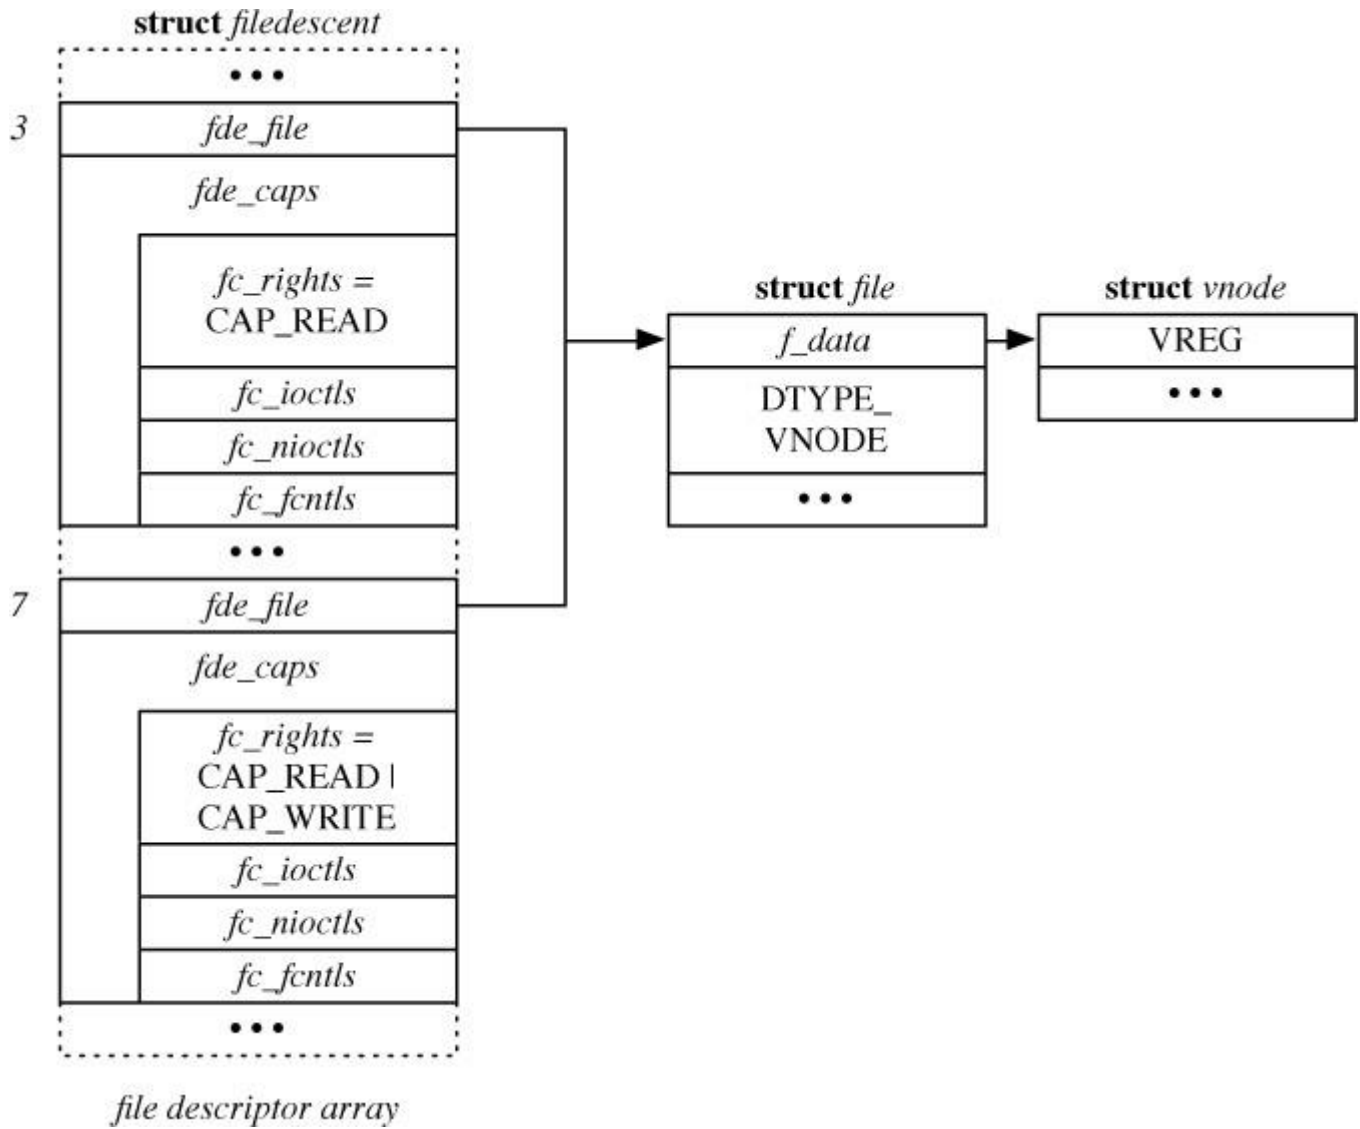 struct filedescent
•••
3
fde_file
fde_caps
fc_rights =
CAP_READ
fc_ioctls
fc_nioctls
fc_fcntls
•••
7
fde_file
fde_caps
fc_rights =
CAP_READ |
CAP_WRITE
fc_ioctls
fc_nioctls
fc_fcntls
•••
file descriptor array
struct file
f_data
DTYPE_
VNODE
•••
struct vnode
VREG
•••